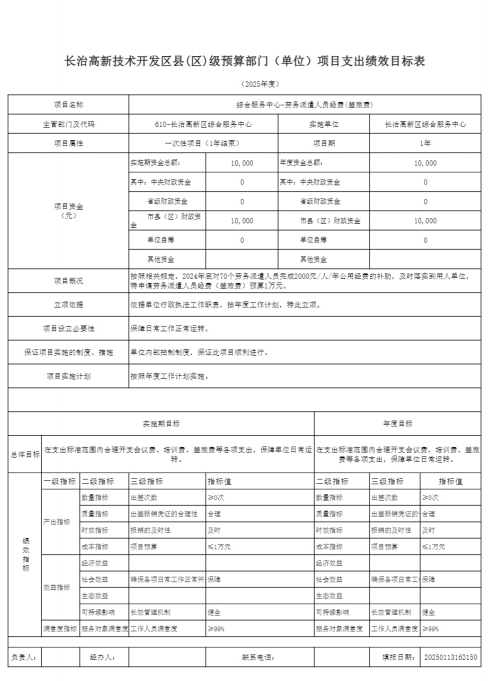 长治高新技术开发区县(区)级预算部门（单位）项目支出绩效目标表
（2025年度）
项目名称 综合服务中心-劳务派遣人员经费(差旅费)
主管部门及代码 610-长治高新区综合服务中心 实施单位 长治高新区综合服务中心
项目属性 一次性项目（1年结束） 项目期 1年
项目资金（元）
实施期资金总额: 10,000 年度资金总额: 10,000
其中: 中央财政资金 0 其中: 中央财政资金 0
省级财政资金 0 省级财政资金 0
市县（区）财政资金 10,000 市县（区）财政资金 10,000
单位自筹 0 单位自筹 0
其他资金 其他资金
项目概况 按照相关规定，2024年底对70个劳务派遣人员完成2000元/人/年公用经费的补助，及时落实到用人单位，
特申请劳务派遣人员经费（差旅费）预算1万元。
立项依据 依据单位行政执法工作职责，按年度工作计划，特此立项。
项目设立必要性 保障日常工作正常运转。
保证项目实施的制度、措施 单位内部控制制度，保证此项目顺利进行。
项目实施计划 按照年度工作计划实施。
实施期目标 年度目标
总体目标 在支出标准范围内合理开支会议费、培训费、差旅费等各项支出，保障单位日常运转。 在支出标准范围内合理开支会议费、培训费、差旅费等各项支出，保障单位日常运转。
绩效指标
一级指标 二级指标 三级指标 指标值 二级指标 三级指标 指标值
产出指标
数量指标 出差次数 ≥0次 数量指标 出差次数 ≥0次
质量指标 出差报销凭证的合理性 合理 质量指标 出差报销凭证的 合理
时效指标 报销的及时性 及时 时效指标 报销的及时性 及时
成本指标 项目预算 ≤1万元 成本指标 项目预算 ≤1万元
效益指标
经济效益 经济效益
社会效益 确保各项日常工作正常开 保障 社会效益 确保各项日常工 保障
生态效益 生态效益
可持续影响 长效管理机制 健全 可持续影响 长效管理机制 健全
满意度指标 服务对象满意度 工作人员满意度 ≥99% 服务对象满意度 工作人员满意度 ≥99%
负责人: 经办人: 联系电话: 填报日期: 20250113162150